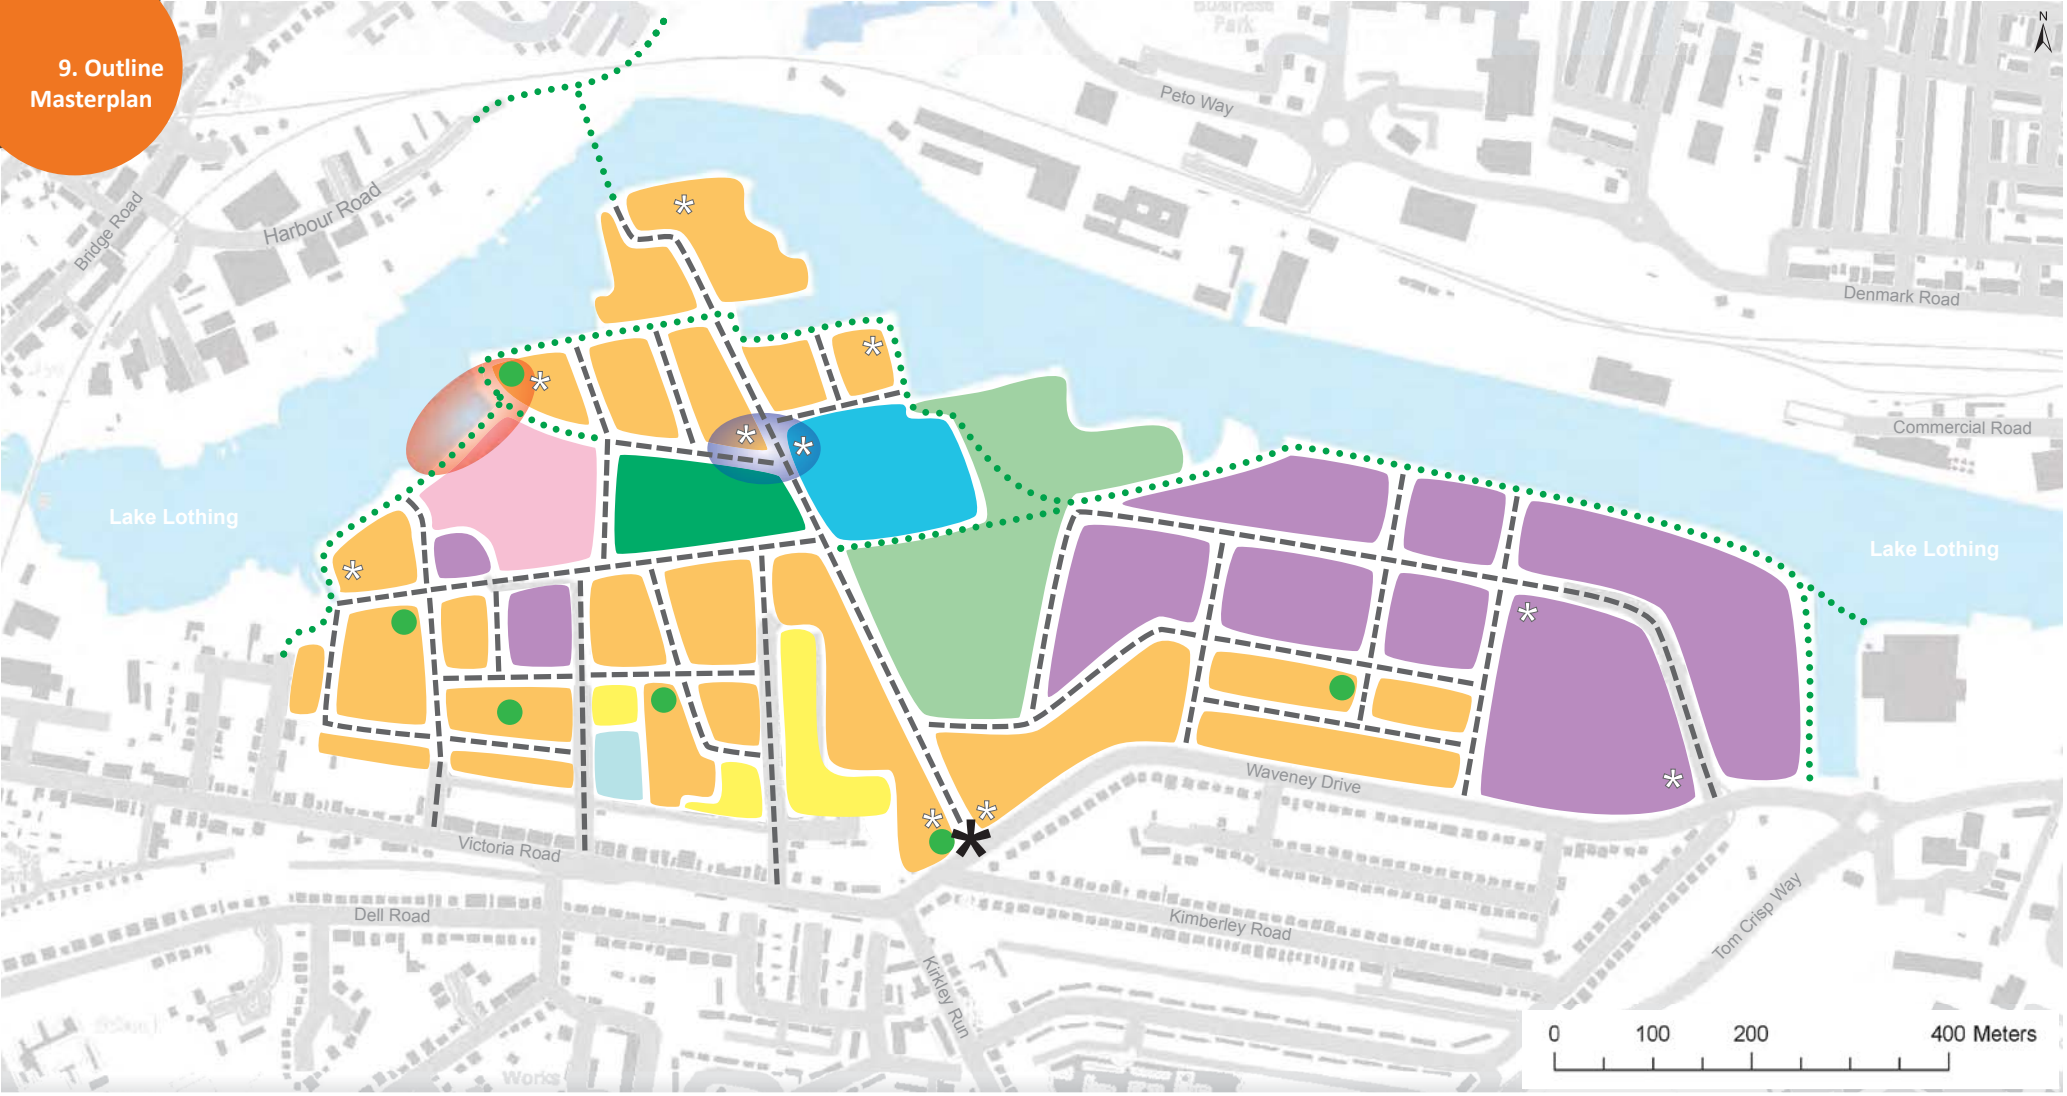 9. Outline
Masterplan
Business
Park
N
Peto Way
Harbour Road
Bridge Road
Denmark Road
Commercial Road
Lake Lothing
Lake Lothing
Waveney Drive
Victoria Road
Dell Road
Kimberley Road
Tom Crisp Way
Kirkley Run
School
Works
0 100 200 400 Meters